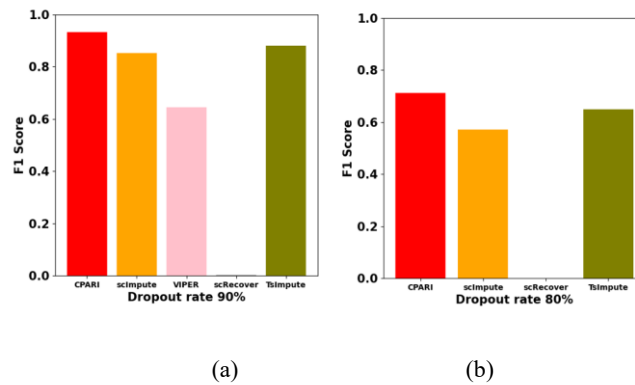 1.0
0.8
0.6
0.4
0.2
0.0
F1 Score
CPARI scImpute VIPER scRecover TsImpute
Dropout rate 90%
(a)
1.0
0.8
0.6
0.4
0.2
0.0
F1 Score
CPARI scImpute scRecover TsImpute
Dropout rate 80%
(b)